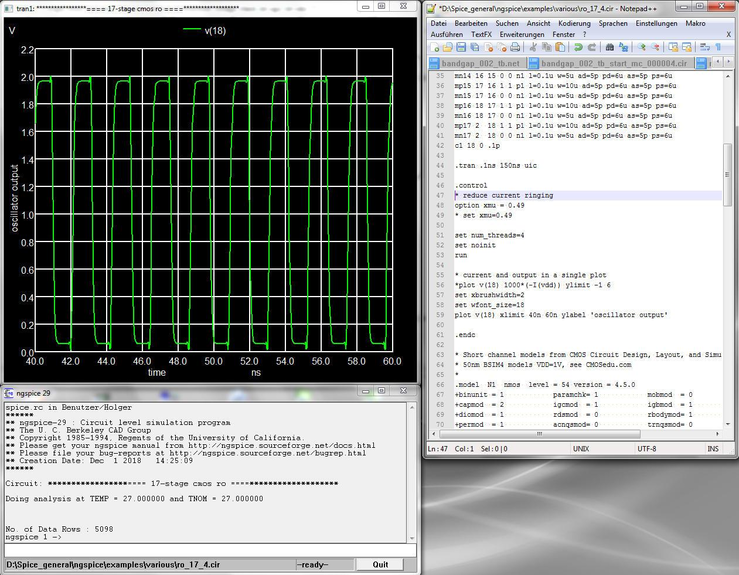 tran1: *****************==== 17-stage cmos ro ====******************
V
v(18)
2.2
2.0
1.8
1.6
1.4
1.2
1.0
0.8
0.6
0.4
0.2
0.0
oscillator output
40.0 42.0 44.0 46.0 48.0 50.0 52.0 54.0 56.0 58.0 60.0
time ns
ngspice 29
spice.rc in Benutzer/Holger
******
** ngspice-29 : Circuit level simulation program
** The U. C. Berkeley CAD Group
** Copyright 1985-1994, Regents of the University of California.
** Please get your ngspice manual from http://ngspice.sourceforge.net/docs.html
** Please file your bug-reports at http://ngspice.sourceforge.net/bugrep.html
** Creation Date: Dec 1 2018 14:25:09
******
Circuit: ******************==== 17-stage cmos ro ====********************
Doing analysis at TEMP = 27.000000 and TNOM = 27.000000
No. of Data Rows : 5098
ngspice 1 ->
D:\Spice_general\ngspice\examples\various\ro_17_4.cir
--ready--
Quit
*D:\Spice_general\ngspice\examples\various\ro_17_4.cir - Notepad++
Datei Bearbeiten Suchen Ansicht Kodierung Sprachen Einstellungen Makro
Ausführen TextFX Erweiterungen Fenster ? X
bandgap_002_tb.net bandgap_002_tb_start_mc_000004.cir
35 mn14 16 15 0 0 n1 l=0.1u w=5u ad=5p pd=6u as=5p ps=6u
36 mp15 17 16 1 1 p1 l=0.1u w=10u ad=5p pd=6u as=5p ps=6u
37 mn15 17 16 0 0 n1 l=0.1u w=5u ad=5p pd=6u as=5p ps=6u
38 mp16 18 17 1 1 p1 l=0.1u w=10u ad=5p pd=6u as=5p ps=6u
39 mn16 18 17 0 0 n1 l=0.1u w=5u ad=5p pd=6u as=5p ps=6u
40 mp17 2 18 1 1 p1 l=0.1u w=10u ad=5p pd=6u as=5p ps=6u
41 mn17 2 18 0 0 n1 l=0.1u w=5u ad=5p pd=6u as=5p ps=6u
42 cl 18 0 .1p
43
44 .tran .1ns 150ns uic
45
46 .control
47 * reduce current ringing
48 option xmu = 0.49
49 * set xmu=0.49
50
51 set num_threads=4
52 set noinit
53 run
54
55 * current and output in a single plot
56 *plot v(18) 1000*(-I(vdd)) ylimit -1 6
57 set xbrushwidth=2
58 set wfont_size=18
59 plot v(18) xlimit 40n 60n ylabel 'oscillator output'
60
61 .endc
62
63 * Short channel models from CMOS Circuit Design, Layout, and Simu
64 * 50nm BSIM4 models VDD=1V, see CMOSedu.com
65 *
66 .model N1 nmos level = 54 version = 4.5.0
67 +binunit = 1 paramchk= 1 mobmod = 0
68 +capmod = 2 igcmod = 1 igbmod = 1
69 +diomod = 1 rdsmod = 0 rbodymod= 1
70 +permod = 1 acnqsmod= 0 trnqsmod= 0
Ln:47 Col:1 Sel:0|0 UNIX UTF-8 INS